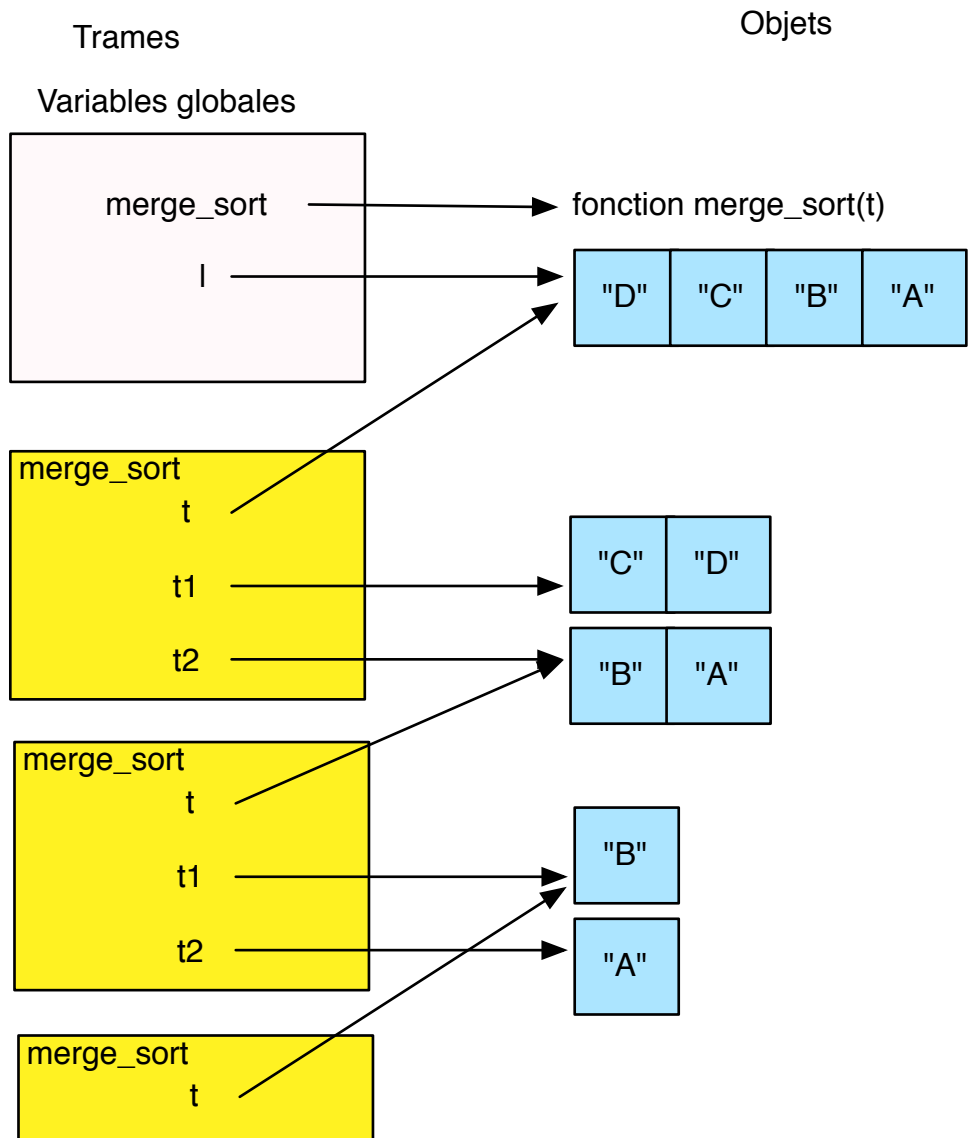 Trames
Objets
Variables globales
merge_sort
fonction merge_sort(t)
l
"D" "C" "B" "A"
merge_sort
t
t1
"C" "D"
t2
"B" "A"
merge_sort
t
t1
"B"
t2
"A"
merge_sort
t